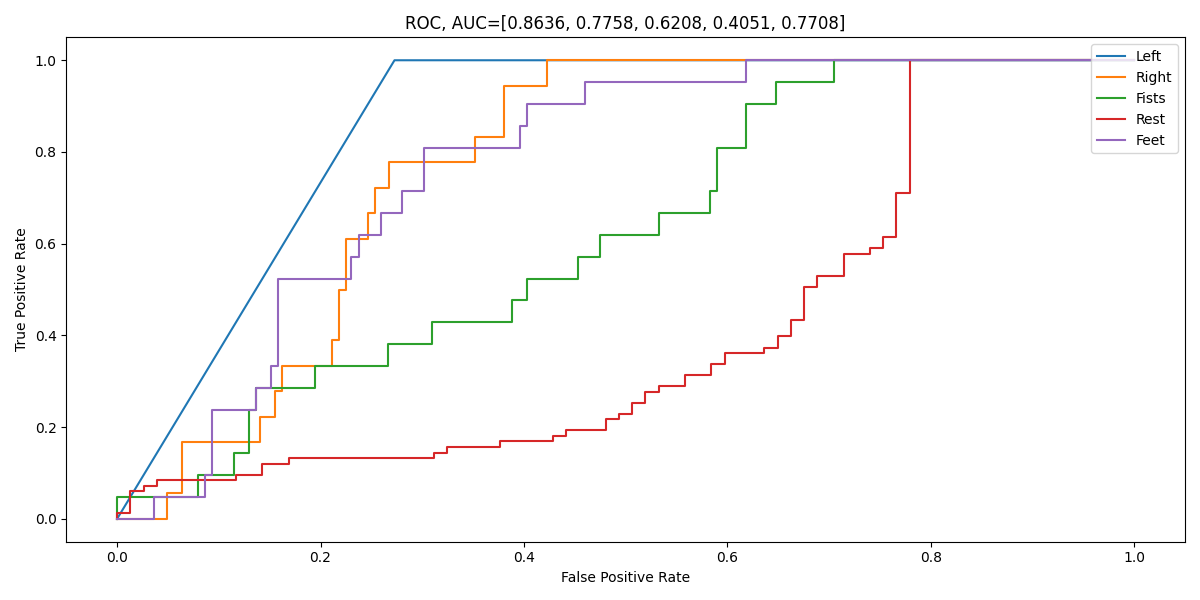 ROC, AUC=[0.8636, 0.7758, 0.6208, 0.4051, 0.7708]
Left
Right
Fists
Rest
Feet
True Positive Rate
1.0
0.8
0.6
0.4
0.2
0.0
0.0 0.2 0.4 0.6 0.8 1.0
False Positive Rate